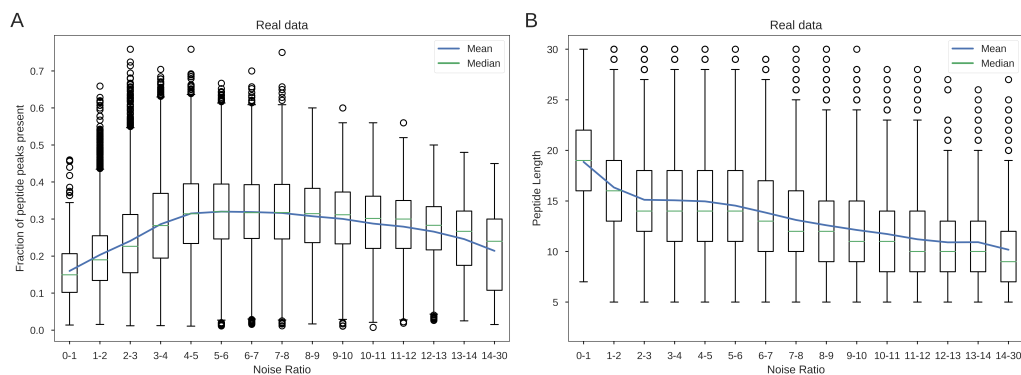 A
Real data
Fraction of peptide peaks present
0.7
0.6
0.5
0.4
0.3
0.2
0.1
0.0
Mean
Median
0-1 1-2 2-3 3-4 4-5 5-6 6-7 7-8 8-9 9-10 10-11 11-12 12-13 13-14 14-30
Noise Ratio
B
Real data
Peptide Length
30
25
20
15
10
5
Mean
Median
0-1 1-2 2-3 3-4 4-5 5-6 6-7 7-8 8-9 9-10 10-11 11-12 12-13 13-14 14-30
Noise Ratio